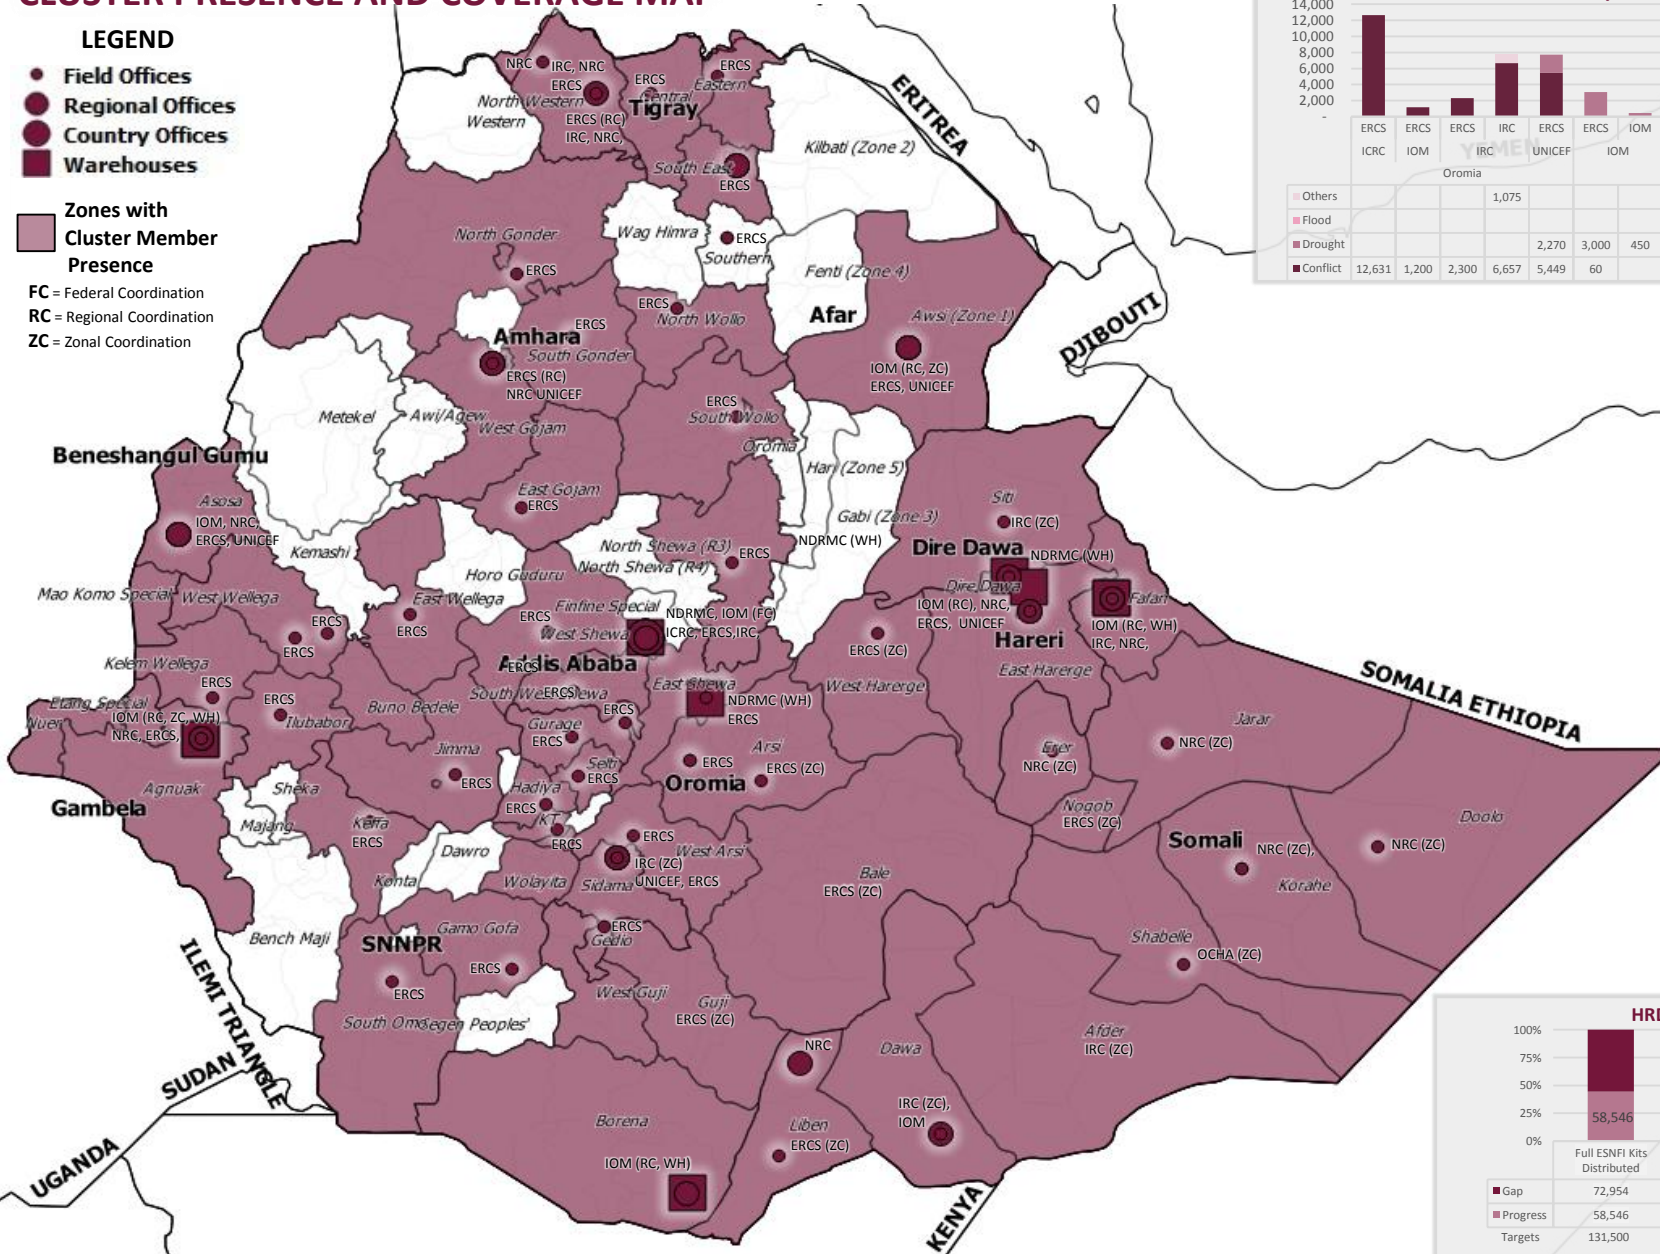 CLUSTER PRESENCE AND COVERAGE MAP
LEGEND
Field Offices
Regional Offices
Country Offices
Warehouses
Zones with
Cluster Member
Presence
FC = Federal Coordination
RC = Regional Coordination
ZC = Zonal Coordination
14,000
12,000
10,000
8,000
6,000
4,000
2,000
-
ERCS ERCS ERCS IRC ERCS ERCS IOM
ICRC IOM IRC UNICEF IOM
YEMEN
Oromia
Others 1,075
Flood
Drought 2,270 3,000 450
Conflict 12,631 1,200 2,300 6,657 5,449 60
NRC
IRC, NRC
ERCS
North Western
Western
ERCS (RC)
IRC, NRC,
ERCS
Central
Tigray
ERCS
Eastern
South East
ERCS
ERITREA
Kilbati (Zone 2)
North Gonder
ERCS
Wag Himra
ERCS
Southern
Fenti (Zone 4)
Afar
Awsi (Zone 1)
IOM (RC, ZC)
ERCS, UNICEF
DJIBOUTI
ERCS
North Wollo
ERCS
Amhara
South Gonder
ERCS (RC)
NRC UNICEF
Metekel
Awi/Agew
West Gojam
ERCS
South Wollo
Oromia
Hari (Zone 5)
Beneshangul Gumu
Asosa
IOM, NRC,
ERCS, UNICEF
East Gojam
ERCS
Gabi (Zone 3)
NDRMC (WH)
Siti
IRC (ZC)
Kemashi
North Shewa (R3)
North Shewa (R4)
ERCS
Horo Guduru
Dire Dawa
NDRMC (WH)
Dire Dawa
IOM (RC), NRC,
ERCS, UNICEF
Hareri
Fafan
IOM (RC, WH)
IRC, NRC,
Mao Komo Special
West Wellega
East Wellega
ERCS
ERCS
ERCS
ERCS
Finfine Special
West Shewa
NDRMC, IOM (FC)
ICRC, ERCS,IRC,
Addis Ababa
ERCS
ERCS (ZC)
East Harerge
West Harerge
SOMALIA ETHIOPIA
Kelem Wellega
ERCS
Etang Special
Nuer
IOM (RC, ZC, WH)
NRC, ERCS,
ERCS
Ilubabor
Buno Bedele
South West Shewa
ERCS
East Shewa
NDRMC (WH)
ERCS
Gurage
ERCS
ERCS
Jarar
NRC (ZC)
Erer
NRC (ZC)
Jimma
ERCS
Selti
ERCS
ERCS
Arsi
ERCS (ZC)
Oromia
Agnuak
Gambela
Sheka
Majang
Keffa
ERCS
Hadiya
ERCS
KT
ERCS
Nogob
ERCS (ZC)
Doolo
NRC (ZC)
Somali
NRC (ZC),
Korahe
Dawro
Konta
Wolayita
ERCS
West Arsi
IRC (ZC)
UNICEF, ERCS
Sidama
Bale
ERCS (ZC)
Bench Maji
SNNPR
Gamo Gofa
ERCS
ERCS
Gedio
ERCS
Shabelle
OCHA (ZC)
ILEMI TRIANGLE
South Omo
Segen Peoples'
West Guji
Guji
ERCS (ZC)
Afder
IRC (ZC)
Dawa
NRC
IRC (ZC),
IOM
SUDAN
UGANDA
Borena
Liben
ERCS (ZC)
IOM (RC, WH)
KENYA
HRD
100%
75%
50%
25%
0%
58,546
Full ESNFI Kits
Distributed
Gap 72,954
Progress 58,546
Targets 131,500